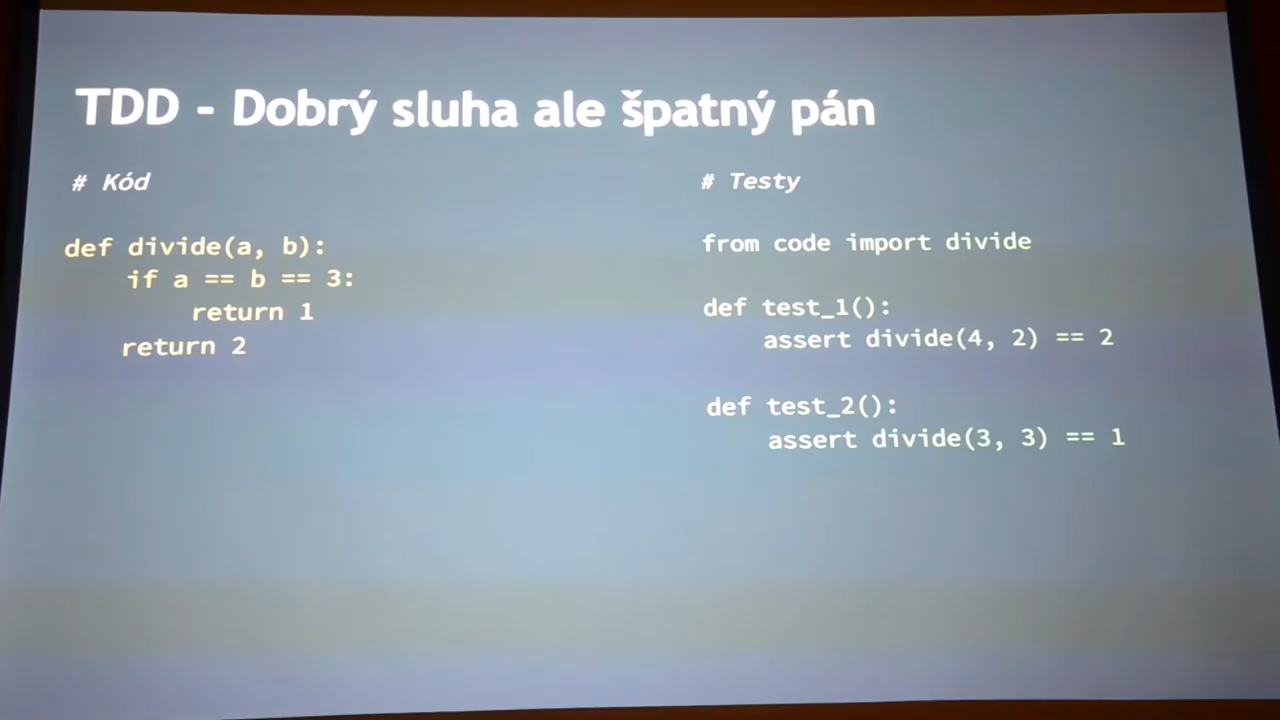 TDD - Dobrý sluha ale špatný pán
# Kód
def divide(a, b):
    if a == b == 3:
        return 1
    return 2
# Testy
from code import divide
def test_1():
    assert divide(4, 2) == 2
def test_2():
    assert divide(3, 3) == 1